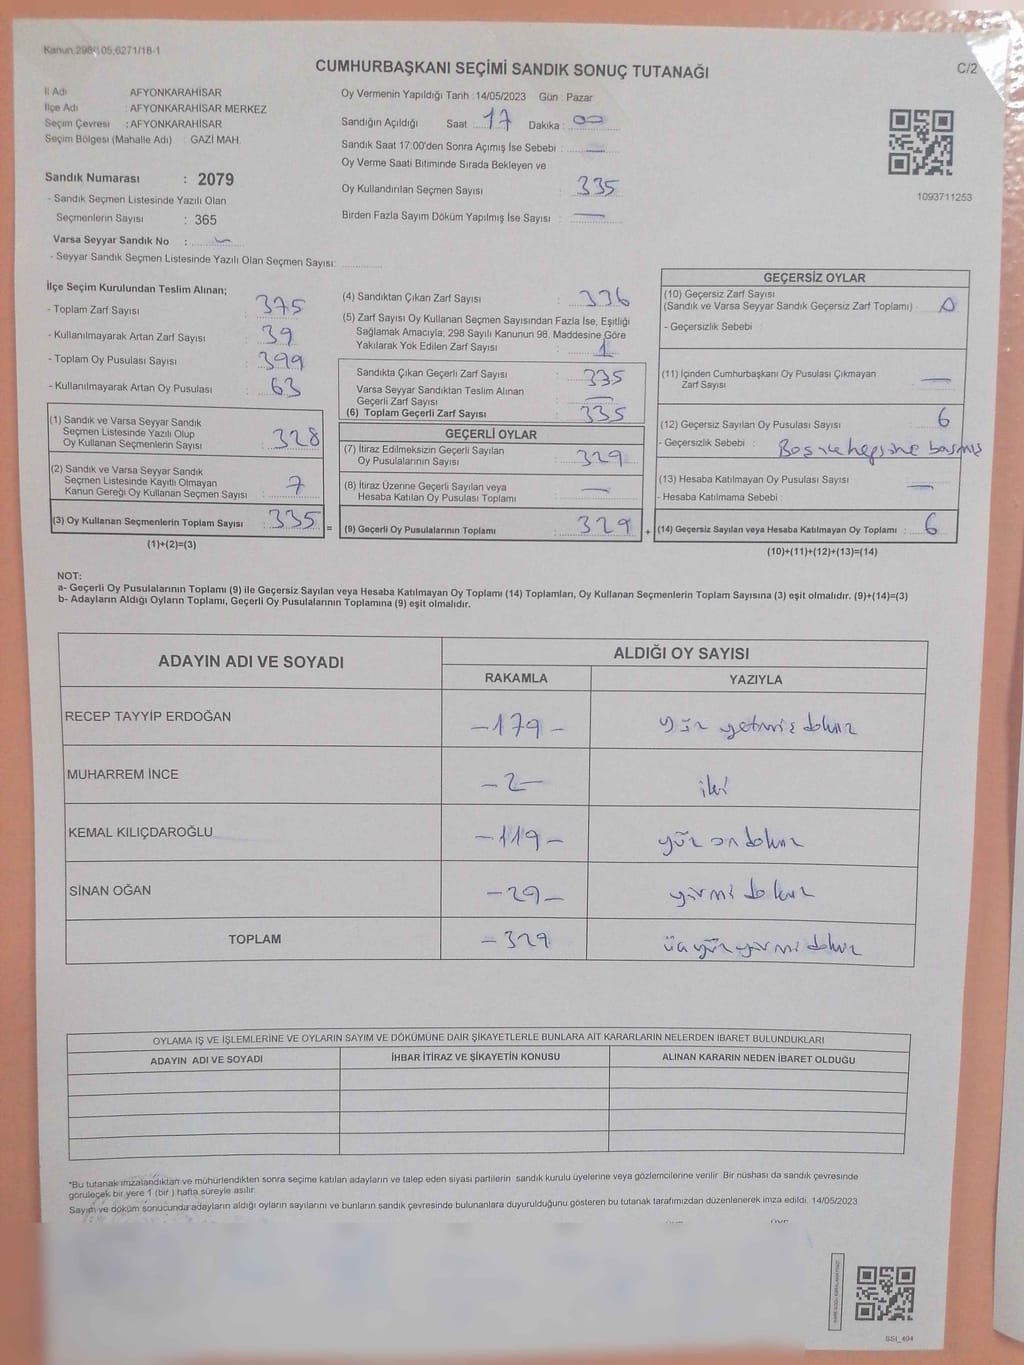 Kanun 298 05.6271/18-1
CUMHURBAŞKANI SEÇİMİ SANDIK SONUÇ TUTANAĞI
C/2
İl Adı AFYONKARAHİSAR
İlçe Adı : AFYONKARAHİSAR MERKEZ
Seçim Çevresi : AFYONKARAHİSAR
Seçim Bölgesi (Mahalle Adı) : GAZİ MAH.
Sandık Numarası : 2079
- Sandık Seçmen Listesinde Yazılı Olan
Seçmenlerin Sayısı : 365
Varsa Seyyar Sandık No :
- Seyyar Sandık Seçmen Listesinde Yazılı Olan Seçmen Sayısı:
Oy Vermenin Yapıldığı Tarih :14/05/2023 Gün : Pazar
Sandığın Açıldığı Saat : 17 Dakika : 00
Sandık Saat 17:00'den Sonra Açımış İse Sebebi : —
Oy Verme Saati Bitiminde Sırada Bekleyen ve
Oy Kullandırılan Seçmen Sayısı : 335
Birden Fazla Sayım Döküm Yapılmış İse Sayısı : —
1093711253
İlçe Seçim Kurulundan Teslim Alınan;
- Toplam Zarf Sayısı : 375
- Kullanılmayarak Artan Zarf Sayısı : 39
- Toplam Oy Pusulası Sayısı : 399
- Kullanılmayarak Artan Oy Pusulası : 63
(1) Sandık ve Varsa Seyyar Sandık
Seçmen Listesinde Yazılı Olup
Oy Kullanan Seçmenlerin Sayısı : 328
(2) Sandık ve Varsa Seyyar Sandık
Seçmen Listesinde Kayıtlı Olmayan
Kanun Gereği Oy Kullanan Seçmen Sayısı : 7
(3) Oy Kullanan Seçmenlerin Toplam Sayısı : 335 =
(1)+(2)=(3)
(4) Sandıktan Çıkan Zarf Sayısı : 336
(5) Zarf Sayısı Oy Kullanan Seçmen Sayısından Fazla İse, Eşitliği
Sağlamak Amacıyla; 298 Sayılı Kanunun 98. Maddesine Göre
Yakılarak Yok Edilen Zarf Sayısı : 1
Sandıkta Çıkan Geçerli Zarf Sayısı : 335
Varsa Seyyar Sandıktan Teslim Alınan
Geçerli Zarf Sayısı : —
(6) Toplam Geçerli Zarf Sayısı : 335
GEÇERLİ OYLAR
(7) İtiraz Edilmeksizin Geçerli Sayılan
Oy Pusulalarının Sayısı : 329
(8) İtiraz Üzerine Geçerli Sayılan veya
Hesaba Katılan Oy Pusulası Toplamı : —
(9) Geçerli Oy Pusulalarının Toplamı : 329 +
GEÇERSİZ OYLAR
(10) Geçersiz Zarf Sayısı
(Sandık ve Varsa Seyyar Sandık Geçersiz Zarf Toplamı) : 0
- Geçersizlik Sebebi :
(11) İçinden Cumhurbaşkanı Oy Pusulası Çıkmayan
Zarf Sayısı : —
(12) Geçersiz Sayılan Oy Pusulası Sayısı : 6
- Geçersizlik Sebebi : Boş ve hepsine basmış
(13) Hesaba Katılmayan Oy Pusulası Sayısı : —
- Hesaba Katılmama Sebebi :
(14) Geçersiz Sayılan veya Hesaba Katılmayan Oy Toplamı : 6
(10)+(11)+(12)+(13)=(14)
NOT:
a- Geçerli Oy Pusulalarının Toplamı (9) ile Geçersiz Sayılan veya Hesaba Katılmayan Oy Toplamı (14) Toplamları, Oy Kullanan Seçmenlerin Toplam Sayısına (3) eşit olmalıdır. (9)+(14)=(3)
b- Adayların Aldığı Oyların Toplamı, Geçerli Oy Pusulalarının Toplamına (9) eşit olmalıdır.
ADAYIN ADI VE SOYADI ALDIĞI OY SAYISI
RAKAMLA YAZIYLA
RECEP TAYYİP ERDOĞAN -179- yüz yetmiş dokuz
MUHARREM İNCE -2- iki
KEMAL KILIÇDAROĞLU -119- yüz on dokuz
SİNAN OĞAN -29- yirmi dokuz
TOPLAM -329 üç yüz yirmi dokuz
OYLAMA İŞ VE İŞLEMLERİNE VE OYLARIN SAYIM VE DÖKÜMÜNE DAİR ŞİKAYETLERLE BUNLARA AİT KARARLARIN NELERDEN İBARET BULUNDUKLARI
ADAYIN ADI VE SOYADI İHBAR İTİRAZ VE ŞİKAYETİN KONUSU ALINAN KARARIN NEDEN İBARET OLDUĞU
*Bu tutanak imzalandıktan ve mühürlendikten sonra seçime katılan adayların ve talep eden siyasi partilerin sandık kurulu üyelerine veya gözlemcilerine verilir. Bir nüshası da sandık çevresinde
görülecek bir yere 1 (bir ) hafta süreyle asılır.
Sayım ve döküm sonucunda adayların aldığı oyların sayılarını ve bunların sandık çevresinde bulunanlara duyurulduğunu gösteren bu tutanak tarafımızdan düzenlenerek imza edildi. 14/05/2023
SSI_404